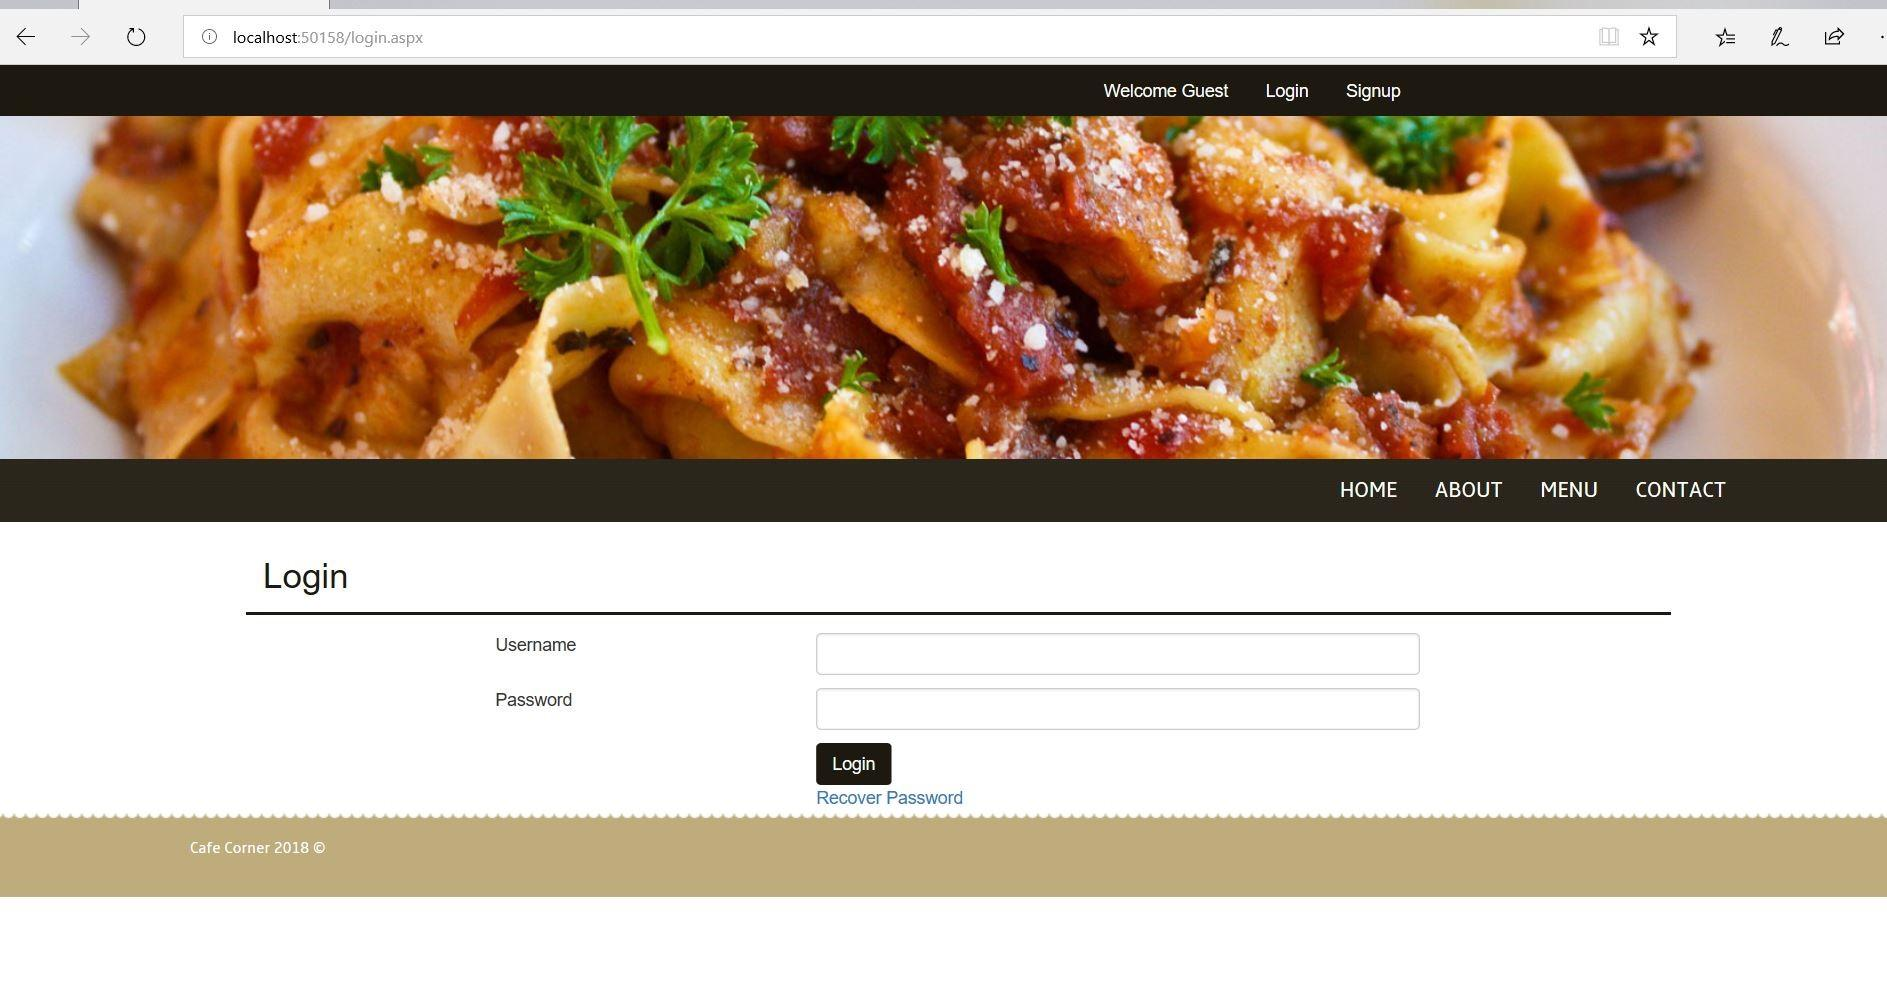 localhost:50158/login.aspx
Welcome Guest Login Signup
HOME ABOUT MENU CONTACT
Login
Username
Password
Login
Recover Password
Cafe Corner 2018 ©